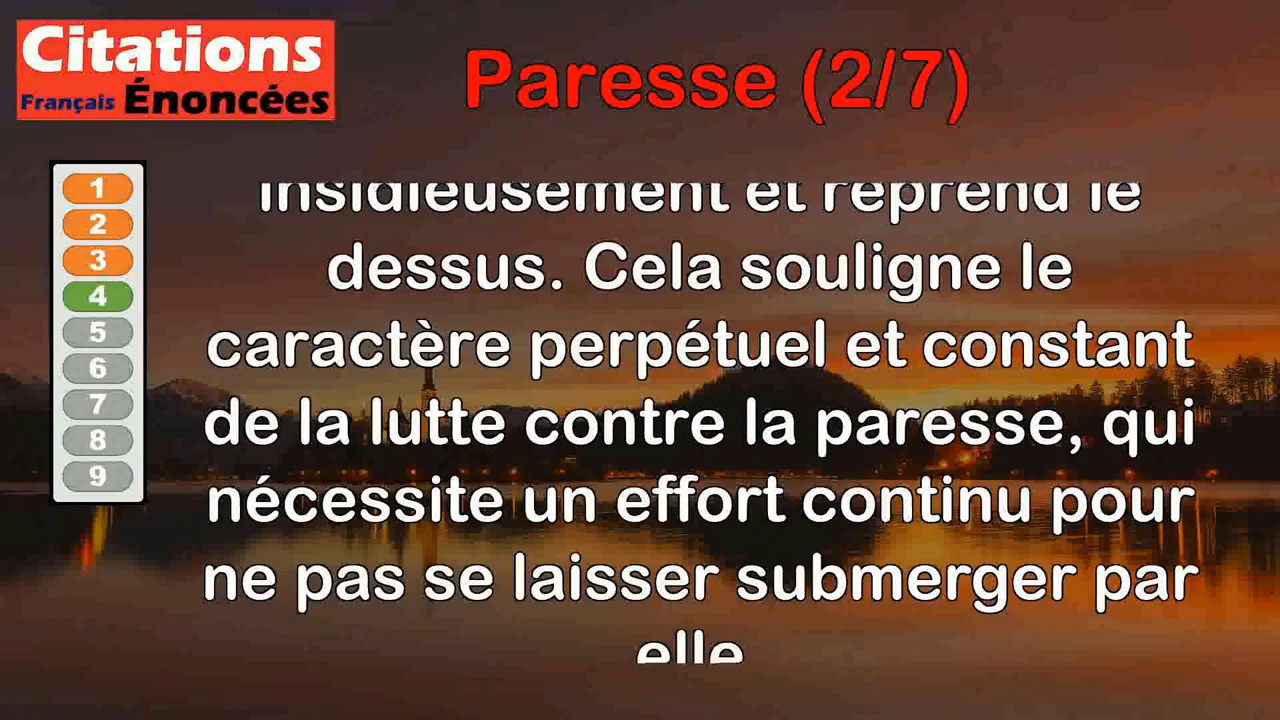 Citations
Français Énoncées
Paresse (2/7)
1
2
3
4
5
6
7
8
9
insidieusement et reprend le
dessus. Cela souligne le
caractère perpétuel et constant
de la lutte contre la paresse, qui
nécessite un effort continu pour
ne pas se laisser submerger par
elle